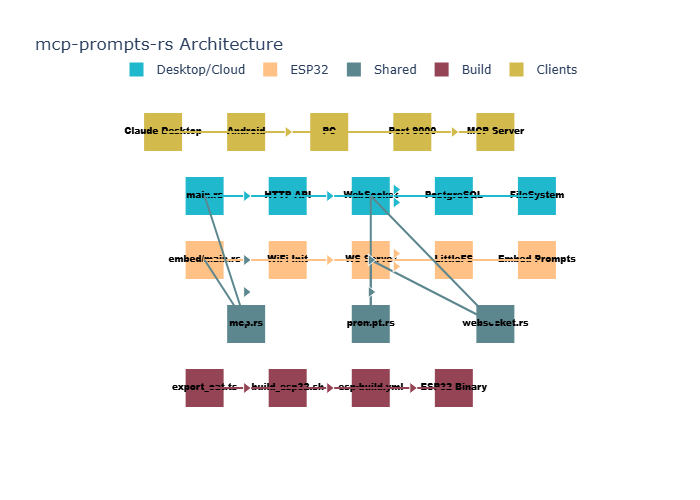 mcp-prompts-rs Architecture
Desktop/Cloud ESP32 Shared Build Clients
Claude Desktop Android PC Port 9000 MCP Server
main.rs HTTP API WebSocket PostgreSQL FileSystem
embed/main.rs WiFi Init WS Server LittleFS Embed Prompts
mcp.rs prompt.rs websocket.rs
export_cat.ts build_esp32.sh esp-build.yml ESP32 Binary